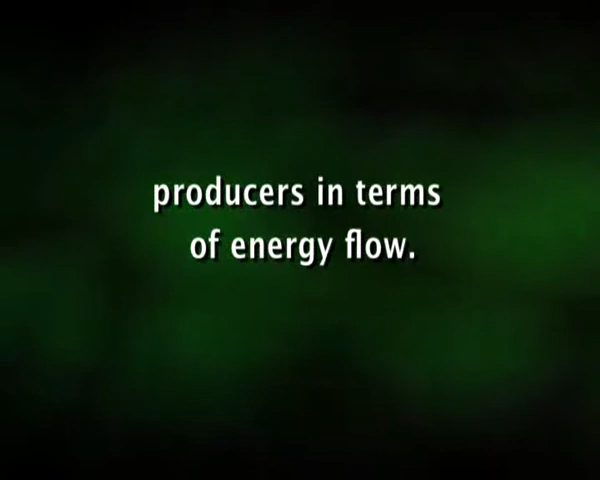 producers in terms
of energy flow.